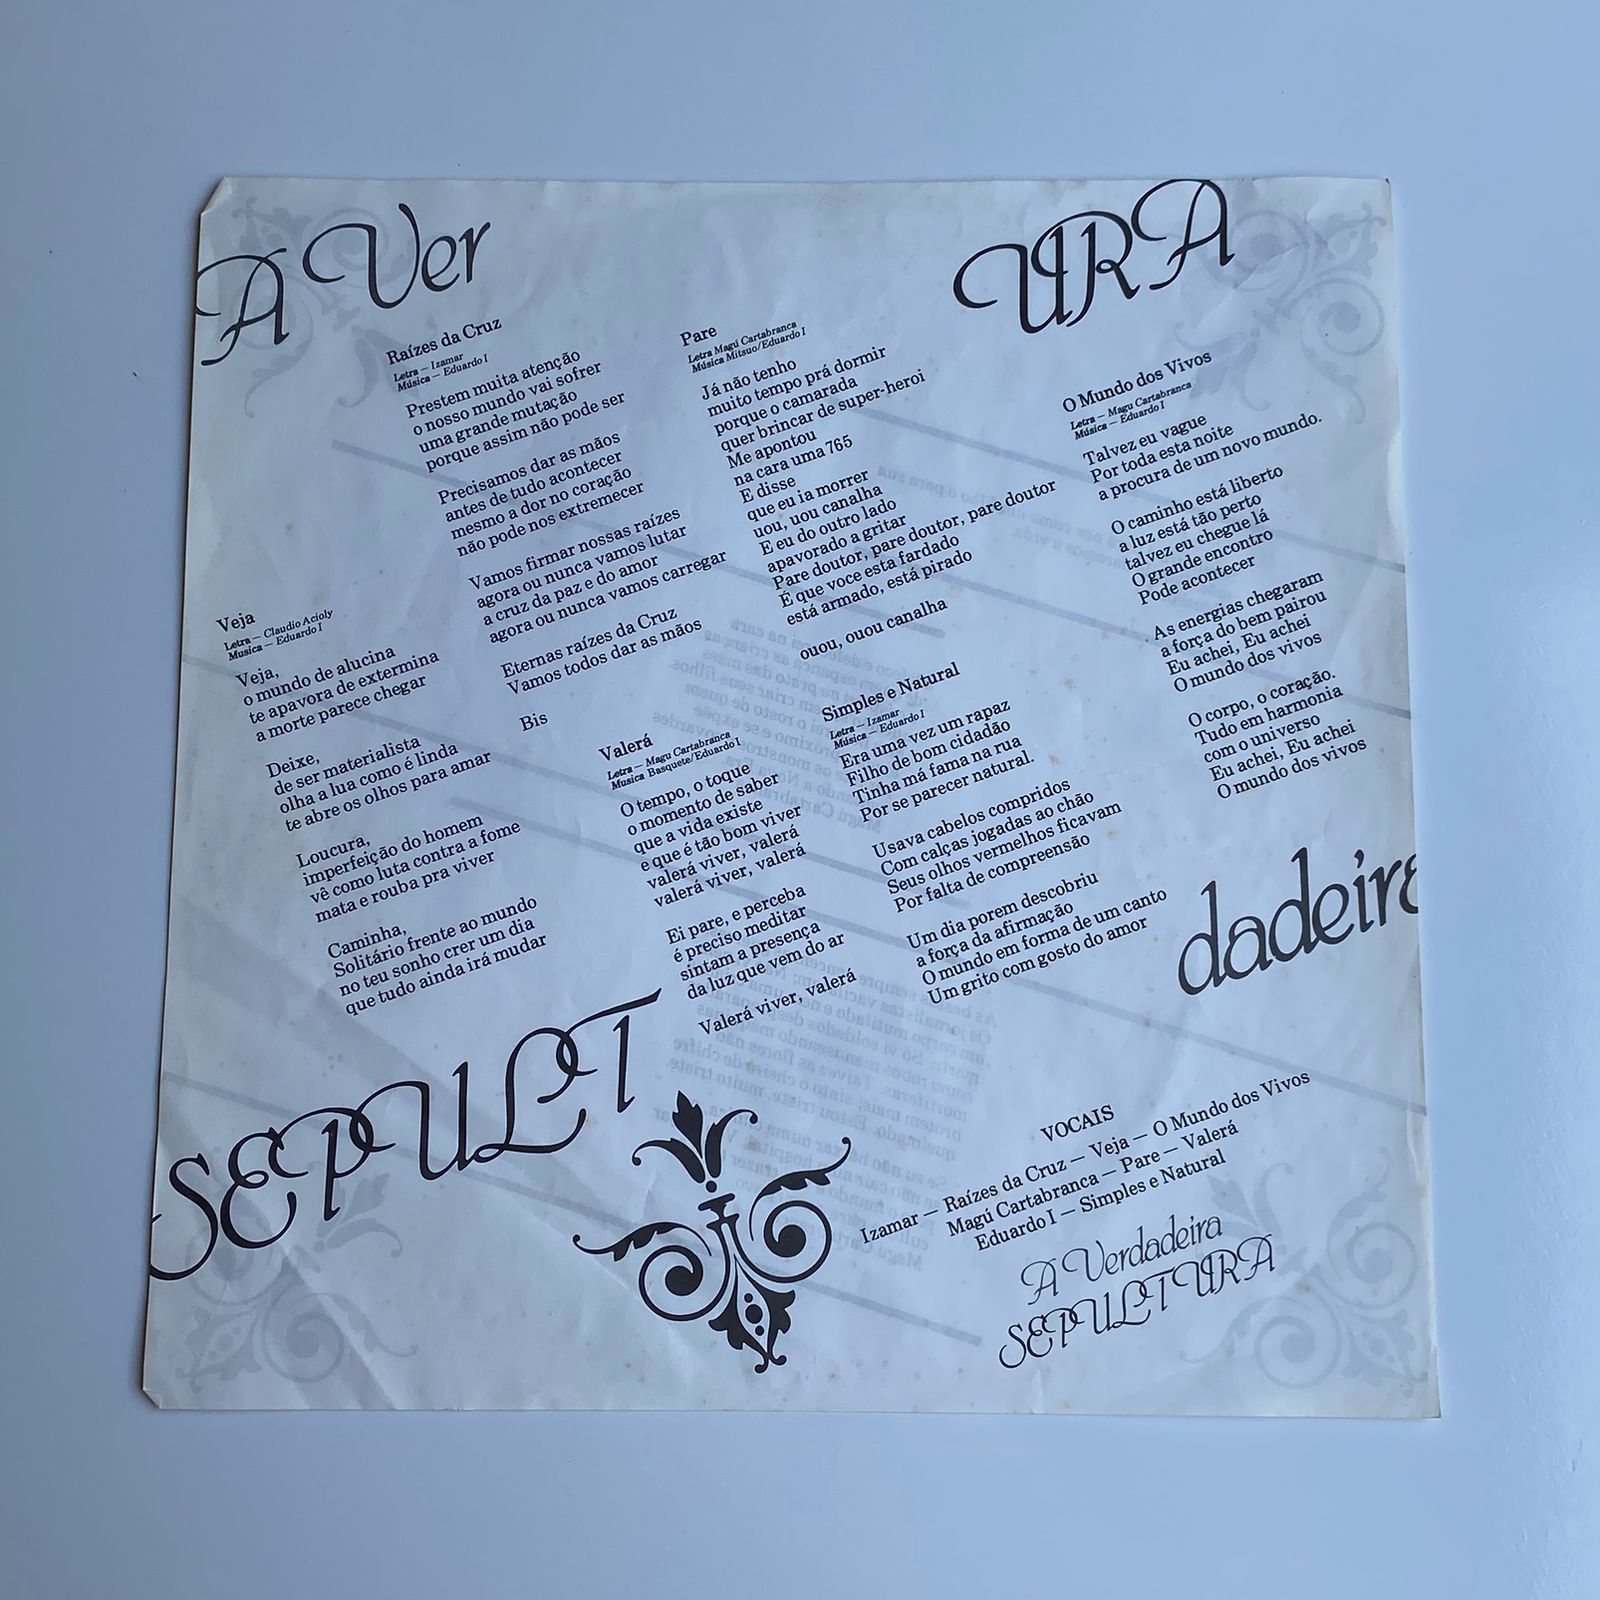 A Ver
URA
Raízes da Cruz
Letra – Izamar
Música – Eduardo I
Prestem muita atenção
o nosso mundo vai sofrer
uma grande mutação
porque assim não pode ser
Precisamos dar as mãos
antes de tudo acontecer
mesmo a dor no coração
não pode nos extremecer
Vamos firmar nossas raízes
agora ou nunca vamos lutar
a cruz da paz e do amor
agora ou nunca vamos carregar
Eternas raízes da Cruz
Vamos todos dar as mãos
Bis
Pare
Letra Magú Cartabranca
Música Mitsuo/Eduardo I
Já não tenho
muito tempo prá dormir
porque o camarada
quer brincar de super-heroi
Me apontou
na cara uma 765
E disse
que eu ia morrer
uou, uou canalha
E eu do outro lado
apavorado a gritar
Pare doutor, pare doutor, pare doutor
É que voce esta fardado
está armado, está pirado
ouou, ouou canalha
O Mundo dos Vivos
Letra – Magu Cartabranca
Música – Eduardo I
Talvez eu vague
Por toda esta noite
a procura de um novo mundo.
O caminho está liberto
a luz está tão perto
talvez eu chegue lá
O grande encontro
Pode acontecer
As energias chegaram
a força do bem pairou
Eu achei, Eu achei
O mundo dos vivos
O corpo, o coração.
Tudo em harmonia
com o universo
Eu achei, Eu achei
O mundo dos vivos
Veja
Letra – Claudio Acioly
Musica – Eduardo I
Veja,
o mundo de alucina
te apavora de extermina
a morte parece chegar
Deixe,
de ser materialista
olha a lua como é linda
te abre os olhos para amar
Loucura,
imperfeição do homem
vê como luta contra a fome
mata e rouba pra viver
Caminha,
Solitário frente ao mundo
no teu sonho crer um dia
que tudo ainda irá mudar
Valerá
Letra – Magu Cartabranca
Musica Basquete/Eduardo I
O tempo, o toque
o momento de saber
que a vida existe
e que é tão bom viver
valerá viver, valerá
valerá viver, valerá
Ei pare, e perceba
é preciso meditar
sintam a presença
da luz que vem do ar
Valerá viver, valerá
Simples e Natural
Letra – Izamar
Música – Eduardo I
Era uma vez um rapaz
Filho de bom cidadão
Tinha má fama na rua
Por se parecer natural.
Usava cabelos compridos
Com calças jogadas ao chão
Seus olhos vermelhos ficavam
Por falta de compreensão
Um dia porem descobriu
a força da afirmação
O mundo em forma de um canto
Um grito com gosto do amor
dadeira
SEPULT
VOCAIS
Izamar – Raízes da Cruz – Veja – O Mundo dos Vivos
Magú Cartabranca – Pare – Valerá
Eduardo I – Simples e Natural
A Verdadeira
SEPULTURA